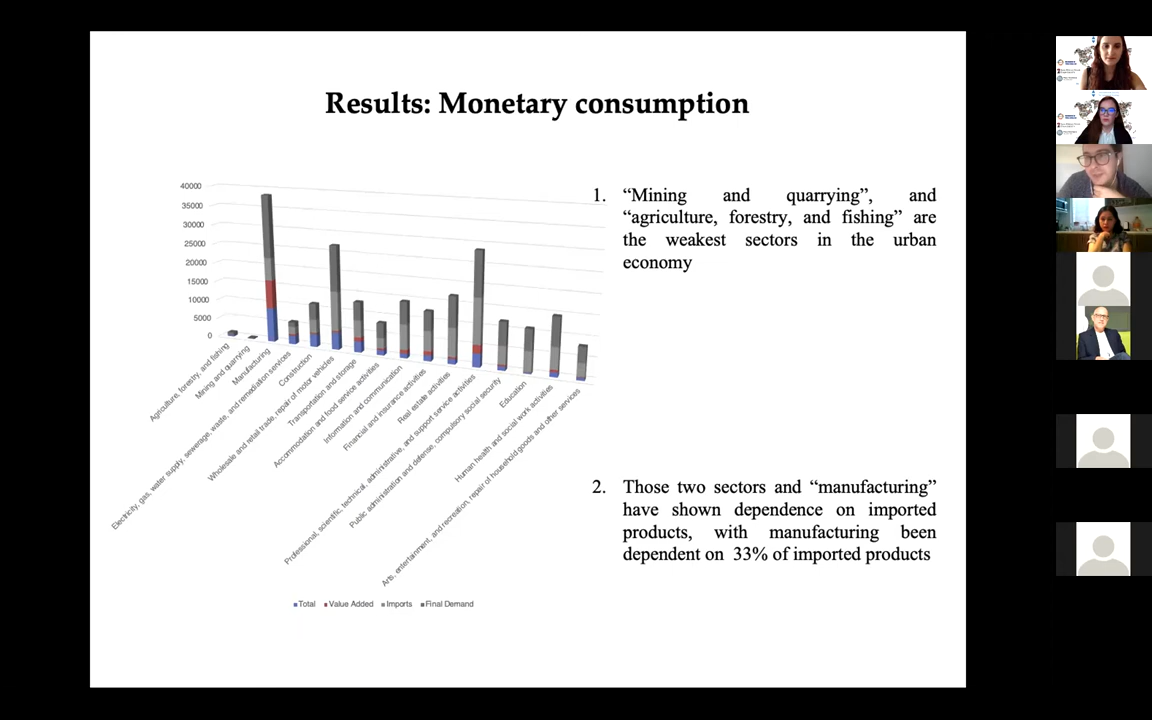 Results: Monetary consumption
40000
35000
30000
25000
20000
15000
10000
5000
0
Agriculture, forestry, and fishing
Mining and quarrying
Manufacturing
Electricity, gas, water supply, sewerage, waste, and remediation services
Construction
Wholesale and retail trade, repair of motor vehicles
Transportation and storage
Accommodation and food service activities
Information and communication
Financial and insurance activities
Real estate activities
Professional, scientific, technical, administrative, and support service activities
Public administration and defense, compulsory social security
Education
Human health and social work activities
Arts, entertainment, and recreation, repair of household goods and other services
Total Value Added Imports Final Demand
1. “Mining and quarrying”, and
“agriculture, forestry, and fishing” are
the weakest sectors in the urban
economy
2. Those two sectors and “manufacturing”
have shown dependence on imported
products, with manufacturing been
dependent on 33% of imported products